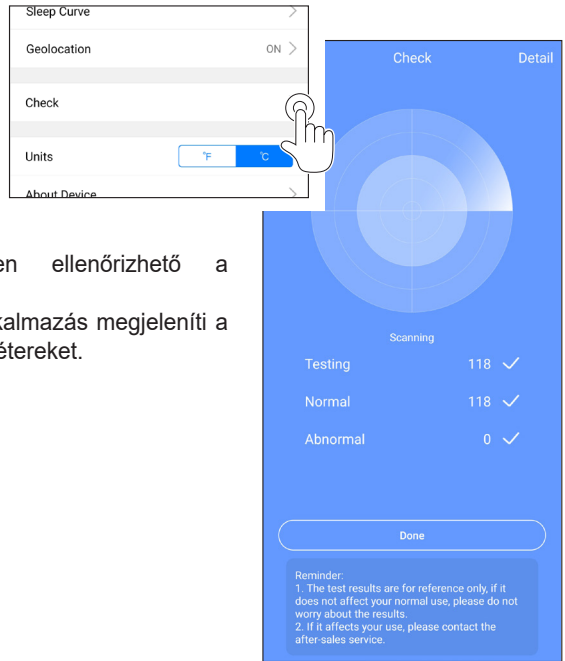 Sleep Curve
Geolocation ON
Check
Units °F °C
About Device
en ellenőrizhető a
kalmazás megjeleníti a
étereket.
Check Detail
Scanning
Testing 118
Normal 118
Abnormal 0
Done
Reminder:
1. The test results are for reference only, if it
does not affect your normal use, please do not
worry about the results.
2. If it affects your use, please contact the
after-sales service.